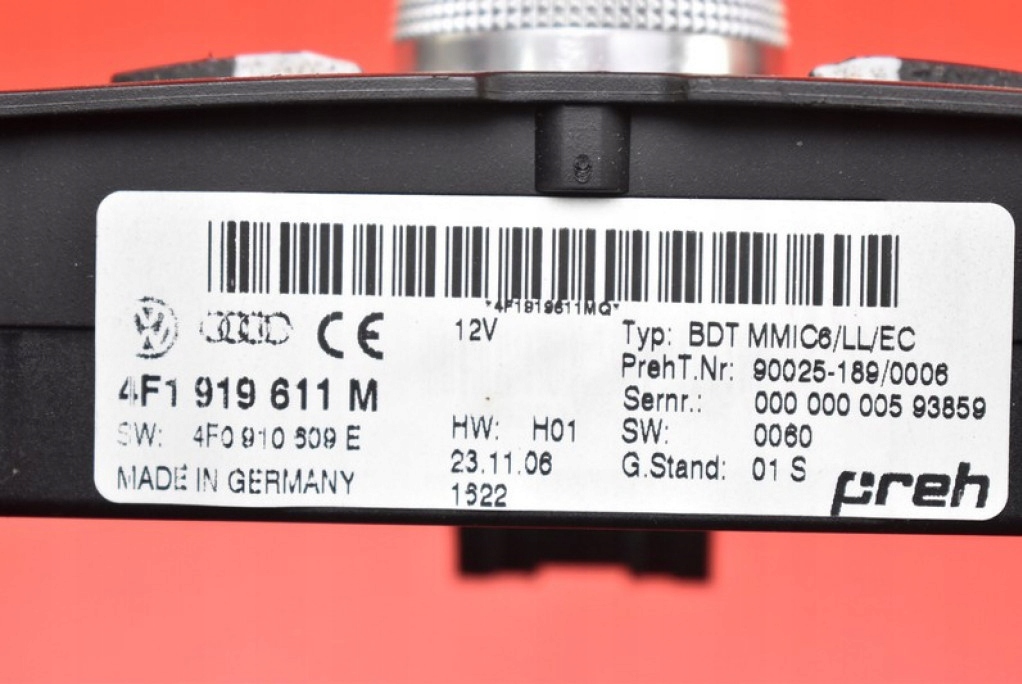 *4F1919611MQ*
12V
4F1 919 611 M
SW: 4F0 910 609 E
MADE IN GERMANY
HW: H01
23.11.06
1622
Typ: BDT MMIC6/LL/EC
PrehT.Nr: 90025-189/0006
Sernr.: 000 000 005 93859
SW: 0060
G.Stand: 01 S
preh